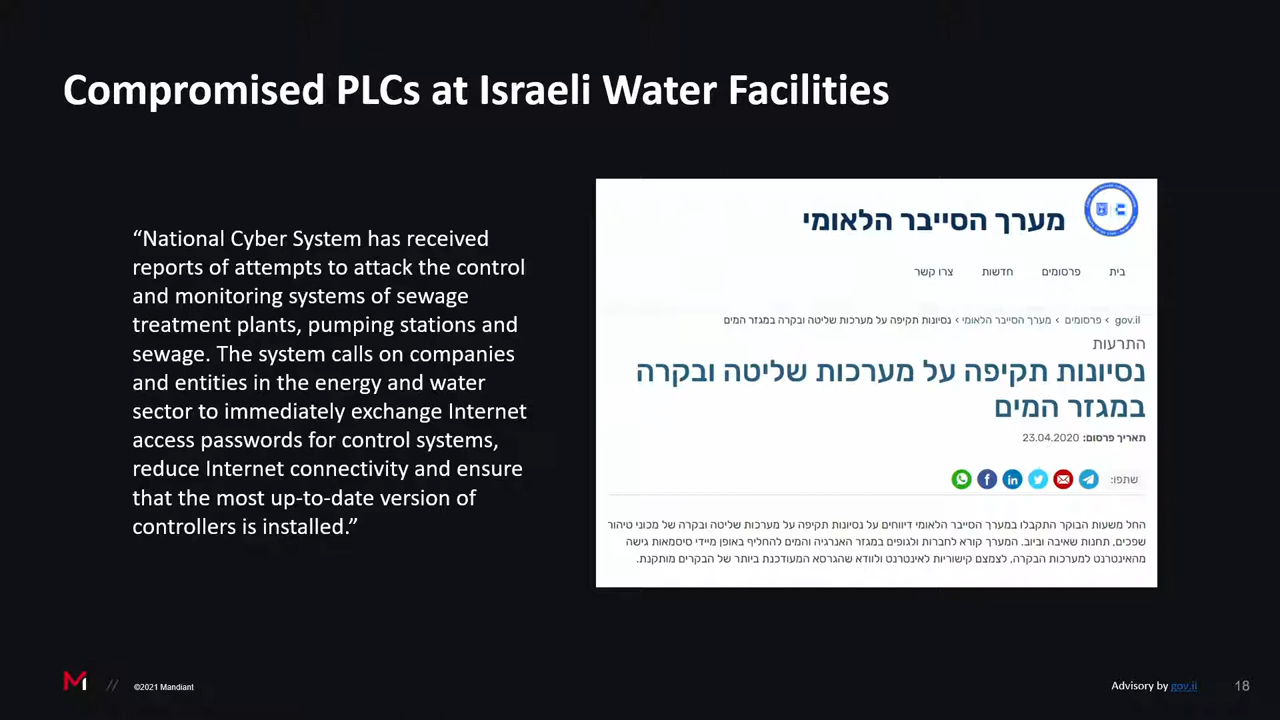 Compromised PLCs at Israeli Water Facilities
“National Cyber System has received
reports of attempts to attack the control
and monitoring systems of sewage
treatment plants, pumping stations and
sewage. The system calls on companies
and entities in the energy and water
sector to immediately exchange Internet
access passwords for control systems,
reduce Internet connectivity and ensure
that the most up-to-date version of
controllers is installed.”
מערך הסייבר הלאומי
בית פרסומים חדשות צרו קשר
gov.il › פרסומים › מערך הסייבר הלאומי › נסיונות תקיפה על מערכות שליטה ובקרה במגזר המים
התרעות
נסיונות תקיפה על מערכות שליטה ובקרה
במגזר המים
תאריך פרסום: 23.04.2020
שתפו:
החל משעות הבוקר התקבלו במערך הסייבר הלאומי דיווחים על נסיונות תקיפה על מערכות שליטה ובקרה של מכוני טיהור
שפכים, תחנות שאיבה וביוב. המערך קורא לחברות ולגופים במגזר האנרגיה והמים להחליף באופן מיידי סיסמאות גישה
מהאינטרנט למערכות הבקרה, לצמצם קישוריות לאינטרנט ולוודא שהגרסא המעודכנת ביותר של הבקרים מותקנת.
M // ©2021 Mandiant
Advisory by gov.il 18